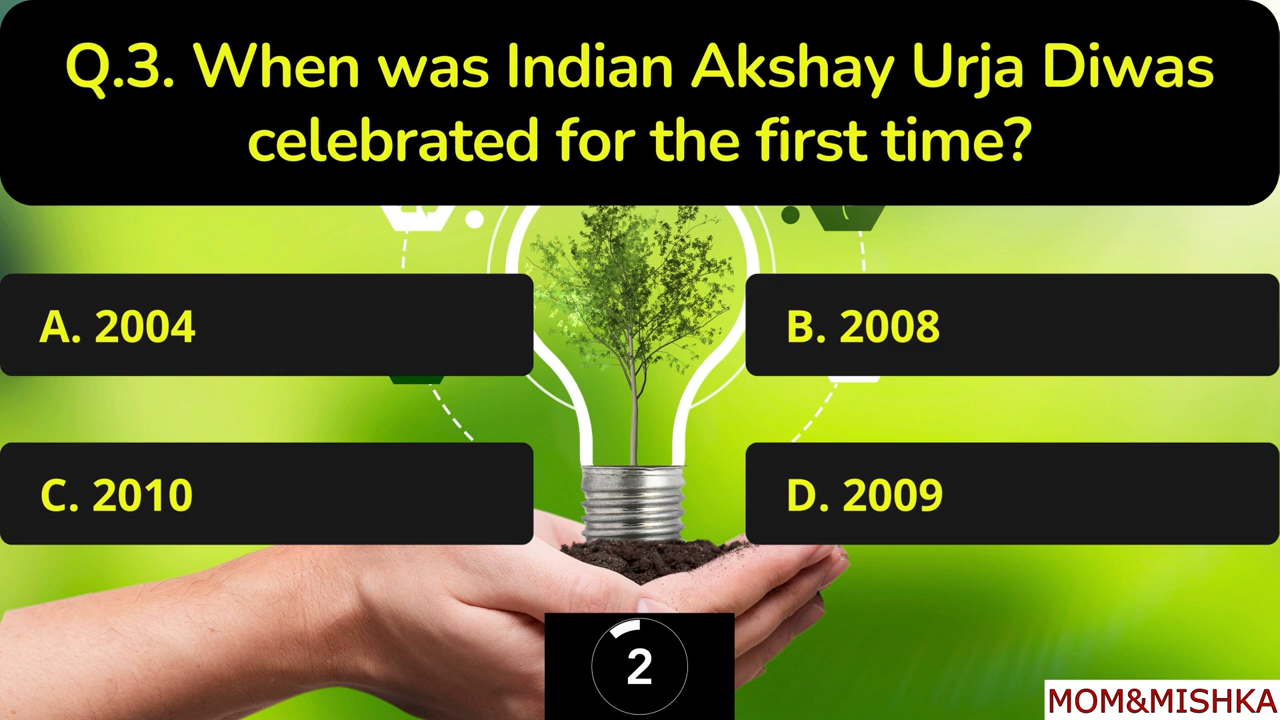 Q.3. When was Indian Akshay Urja Diwas
celebrated for the first time?
A. 2004
B. 2008
C. 2010
D. 2009
2
MOM&MISHKA